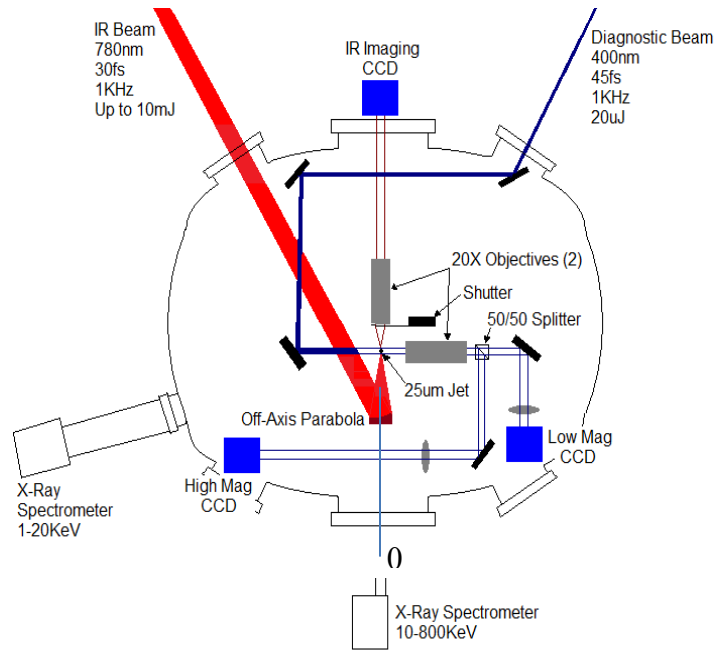 IR Beam
780nm
30fs
1KHz
Up to 10mJ
IR Imaging
CCD
Diagnostic Beam
400nm
45fs
1KHz
20uJ
20X Objectives (2)
Shutter
50/50 Splitter
25um Jet
Off-Axis Parabola
Low Mag
CCD
High Mag
CCD
X-Ray
Spectrometer
1-20KeV
0
X-Ray Spectrometer
10-800KeV